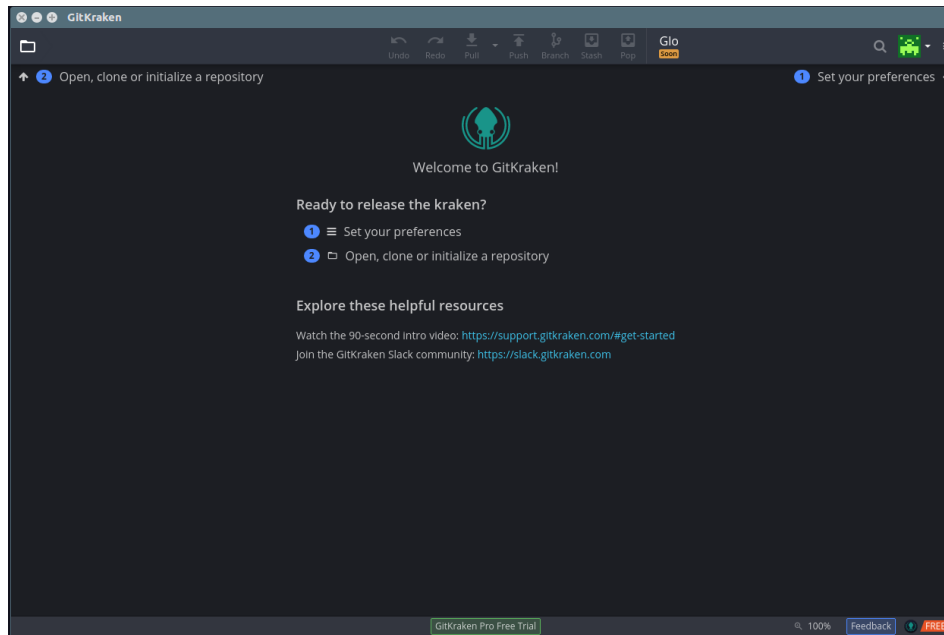 GitKraken
Undo Redo Pull Push Branch Stash Pop Glo
Soon
2 Open, clone or initialize a repository
1 Set your preferences
Welcome to GitKraken!
Ready to release the kraken?
1 Set your preferences
2 Open, clone or initialize a repository
Explore these helpful resources
Watch the 90-second intro video: https://support.gitkraken.com/#get-started
Join the GitKraken Slack community: https://slack.gitkraken.com
GitKraken Pro Free Trial
100% Feedback FREE